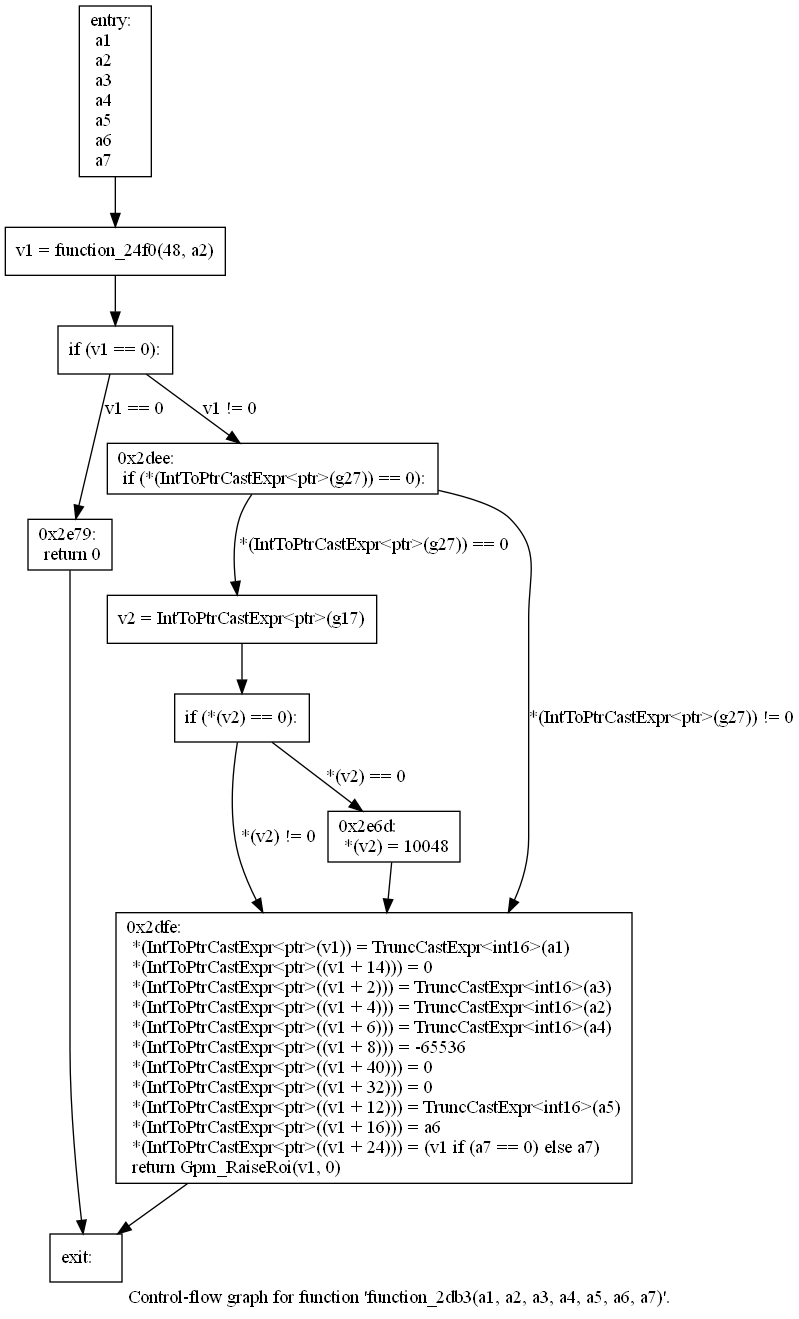 entry:
a1
a2
a3
a4
a5
a6
a7
v1 = function_24f0(48, a2)
if (v1 == 0):
v1 == 0
v1 != 0
0x2dee:
if (*(IntToPtrCastExpr<ptr>(g27)) == 0):
0x2e79:
return 0
*(IntToPtrCastExpr<ptr>(g27)) == 0
v2 = IntToPtrCastExpr<ptr>(g17)
if (*(v2) == 0):
*(IntToPtrCastExpr<ptr>(g27)) != 0
*(v2) == 0
*(v2) != 0
0x2e6d:
*(v2) = 10048
0x2dfe:
*(IntToPtrCastExpr<ptr>(v1)) = TruncCastExpr<int16>(a1)
*(IntToPtrCastExpr<ptr>((v1 + 14))) = 0
*(IntToPtrCastExpr<ptr>((v1 + 2))) = TruncCastExpr<int16>(a3)
*(IntToPtrCastExpr<ptr>((v1 + 4))) = TruncCastExpr<int16>(a2)
*(IntToPtrCastExpr<ptr>((v1 + 6))) = TruncCastExpr<int16>(a4)
*(IntToPtrCastExpr<ptr>((v1 + 8))) = -65536
*(IntToPtrCastExpr<ptr>((v1 + 40))) = 0
*(IntToPtrCastExpr<ptr>((v1 + 32))) = 0
*(IntToPtrCastExpr<ptr>((v1 + 12))) = TruncCastExpr<int16>(a5)
*(IntToPtrCastExpr<ptr>((v1 + 16))) = a6
*(IntToPtrCastExpr<ptr>((v1 + 24))) = (v1 if (a7 == 0) else a7)
return Gpm_RaiseRoi(v1, 0)
exit:
Control-flow graph for function 'function_2db3(a1, a2, a3, a4, a5, a6, a7)'.